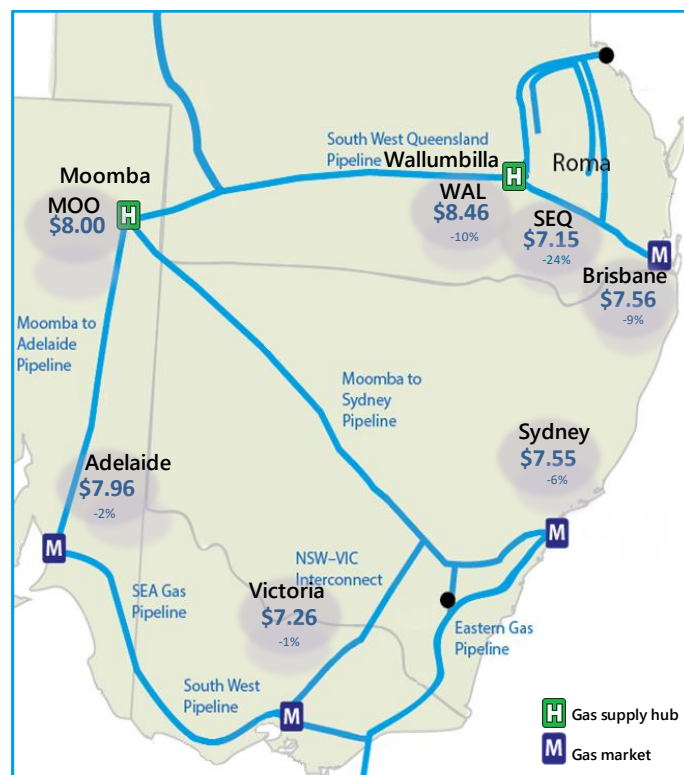 South West Queensland
Pipeline
Wallumbilla
Roma
Moomba
MOO
$8.00
H
H
WAL
$8.46
-10%
SEQ
$7.15
-24%
M
Brisbane
$7.56
-9%
Moomba to
Adelaide
Pipeline
Moomba to
Sydney
Pipeline
Sydney
$7.55
-6%
Adelaide
$7.96
-2%
M
M
NSW–VIC
Interconnect
SEA Gas
Pipeline
Victoria
$7.26
-1%
Eastern Gas
Pipeline
South West
Pipeline
M
H Gas supply hub
M Gas market